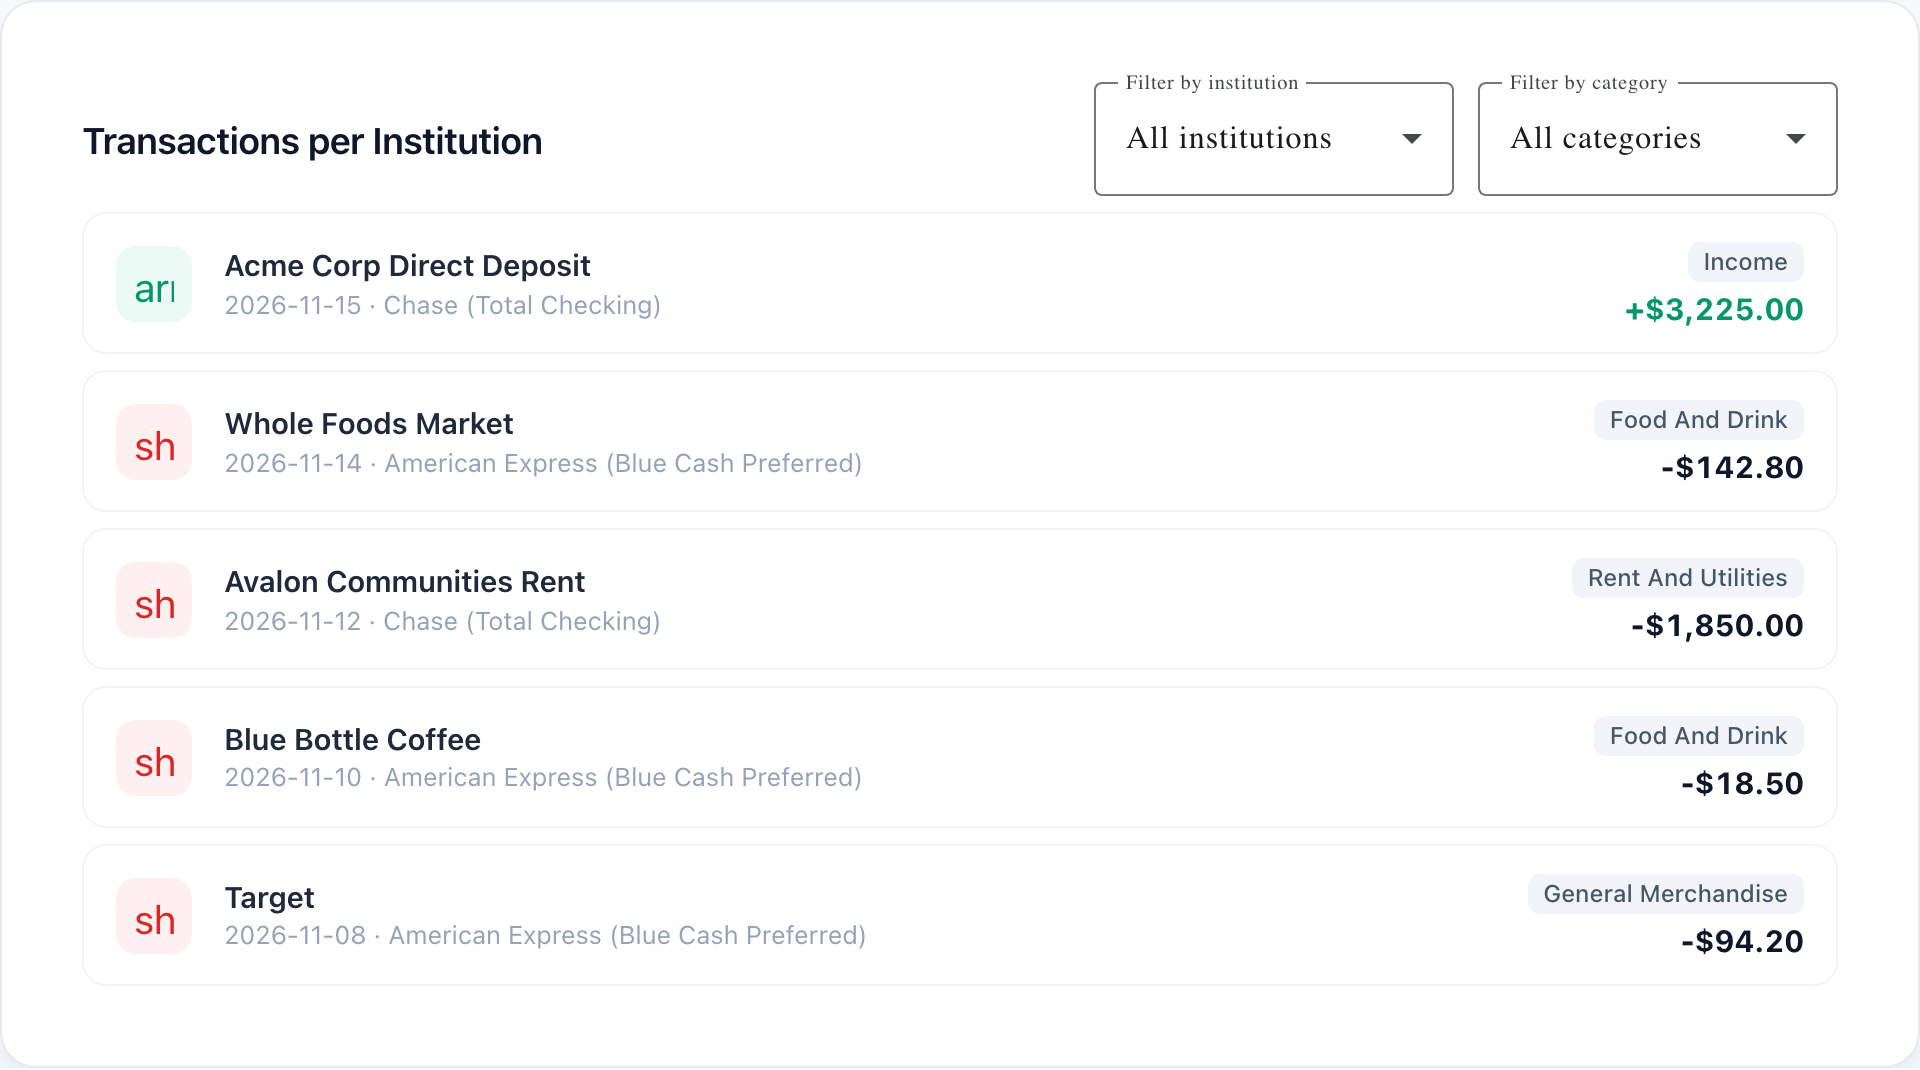 Filter by institution
Filter by category
Transactions per Institution
All institutions
All categories
Acme Corp Direct Deposit
2026-11-15 · Chase (Total Checking)
Income
+$3,225.00
sh
Whole Foods Market
2026-11-14 · American Express (Blue Cash Preferred)
Food And Drink
-$142.80
sh
Avalon Communities Rent
2026-11-12 · Chase (Total Checking)
Rent And Utilities
-$1,850.00
sh
Blue Bottle Coffee
2026-11-10 · American Express (Blue Cash Preferred)
Food And Drink
-$18.50
sh
Target
2026-11-08 · American Express (Blue Cash Preferred)
General Merchandise
-$94.20